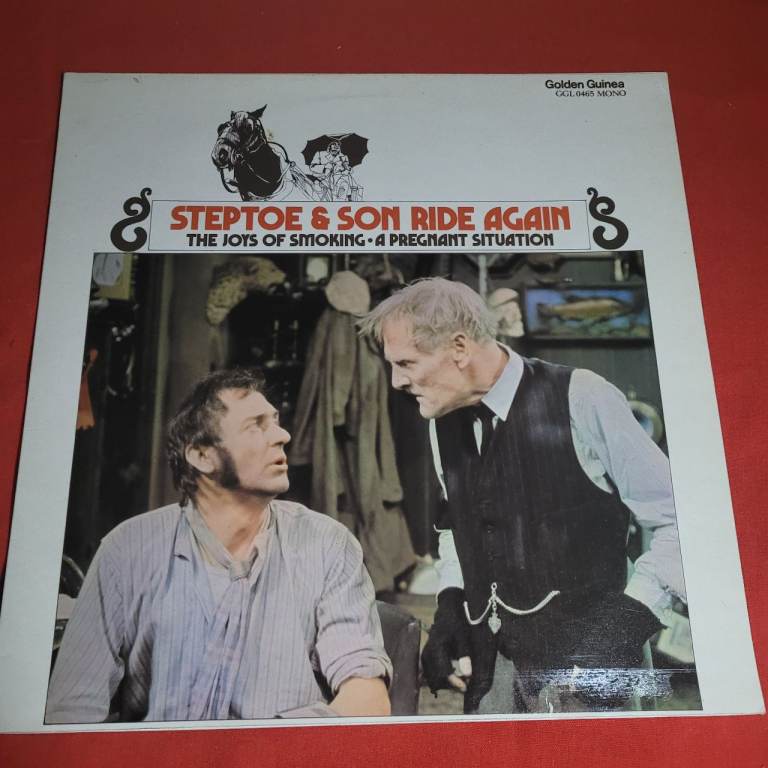 Golden Guinea
GGL 0465 MONO
STEPTOE & SON RIDE AGAIN
THE JOYS OF SMOKING • A PREGNANT SITUATION